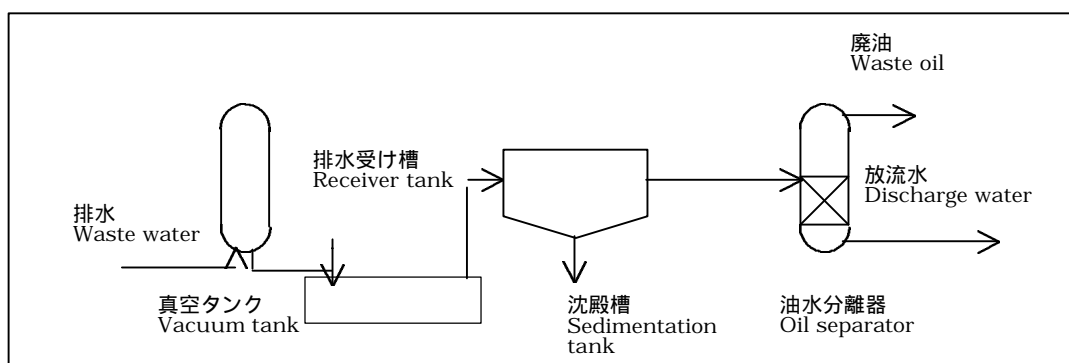 廃油
Waste oil
排水受け槽
Receiver tank
放流水
Discharge water
排水
Waste water
真空タンク
Vacuum tank
沈殿槽
Sedimentation
tank
油水分離器
Oil separator